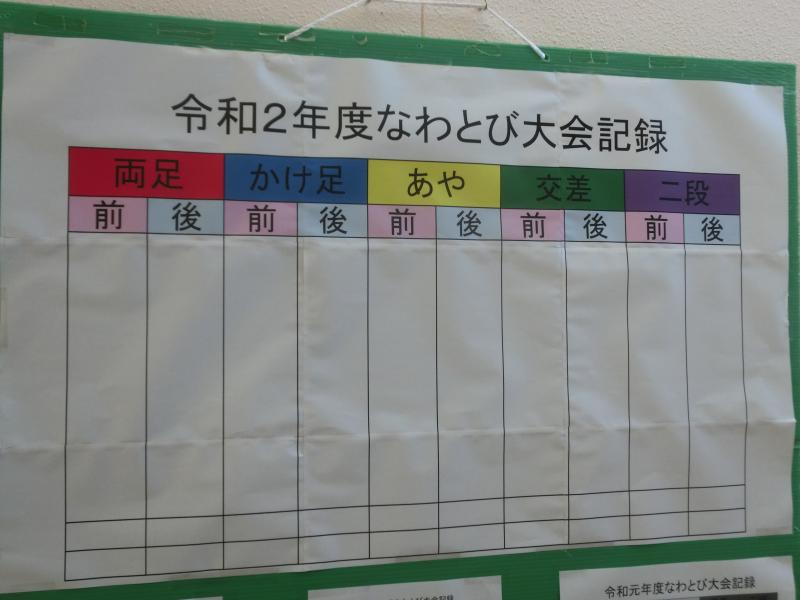 令和2年度なわとび大会記録
両足 かけ足 あや 交差 二段
前 後 前 後 前 後 前 後 前 後
令和元年度なわとび大会記録